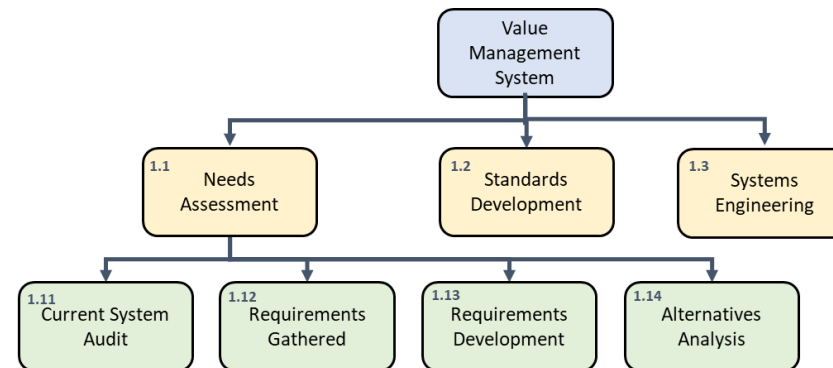 Value
Management
System
1.1
Needs
Assessment
1.2
Standards
Development
1.3
Systems
Engineering
1.11
Current System
Audit
1.12
Requirements
Gathered
1.13
Requirements
Development
1.14
Alternatives
Analysis